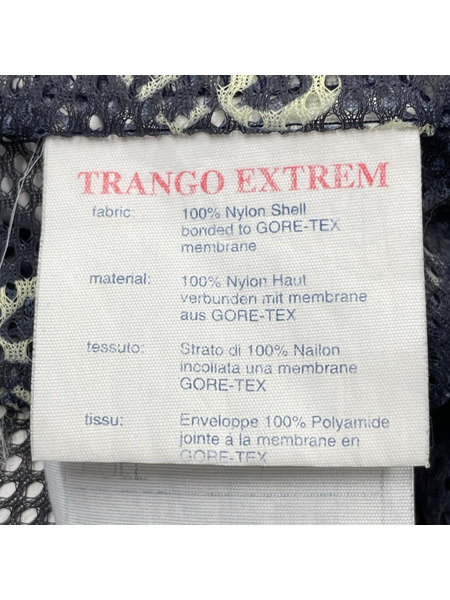 TRANGO EXTREM
fabric: 100% Nylon Shell
bonded to GORE-TEX
membrane
material: 100% Nylon Haut
verbunden mit membrane
aus GORE-TEX
tessuto: Strato di 100% Nailon
incollata una membrane
GORE-TEX
tissu: Enveloppe 100% Polyamide
jointe á la membrane en
GORE-TEX